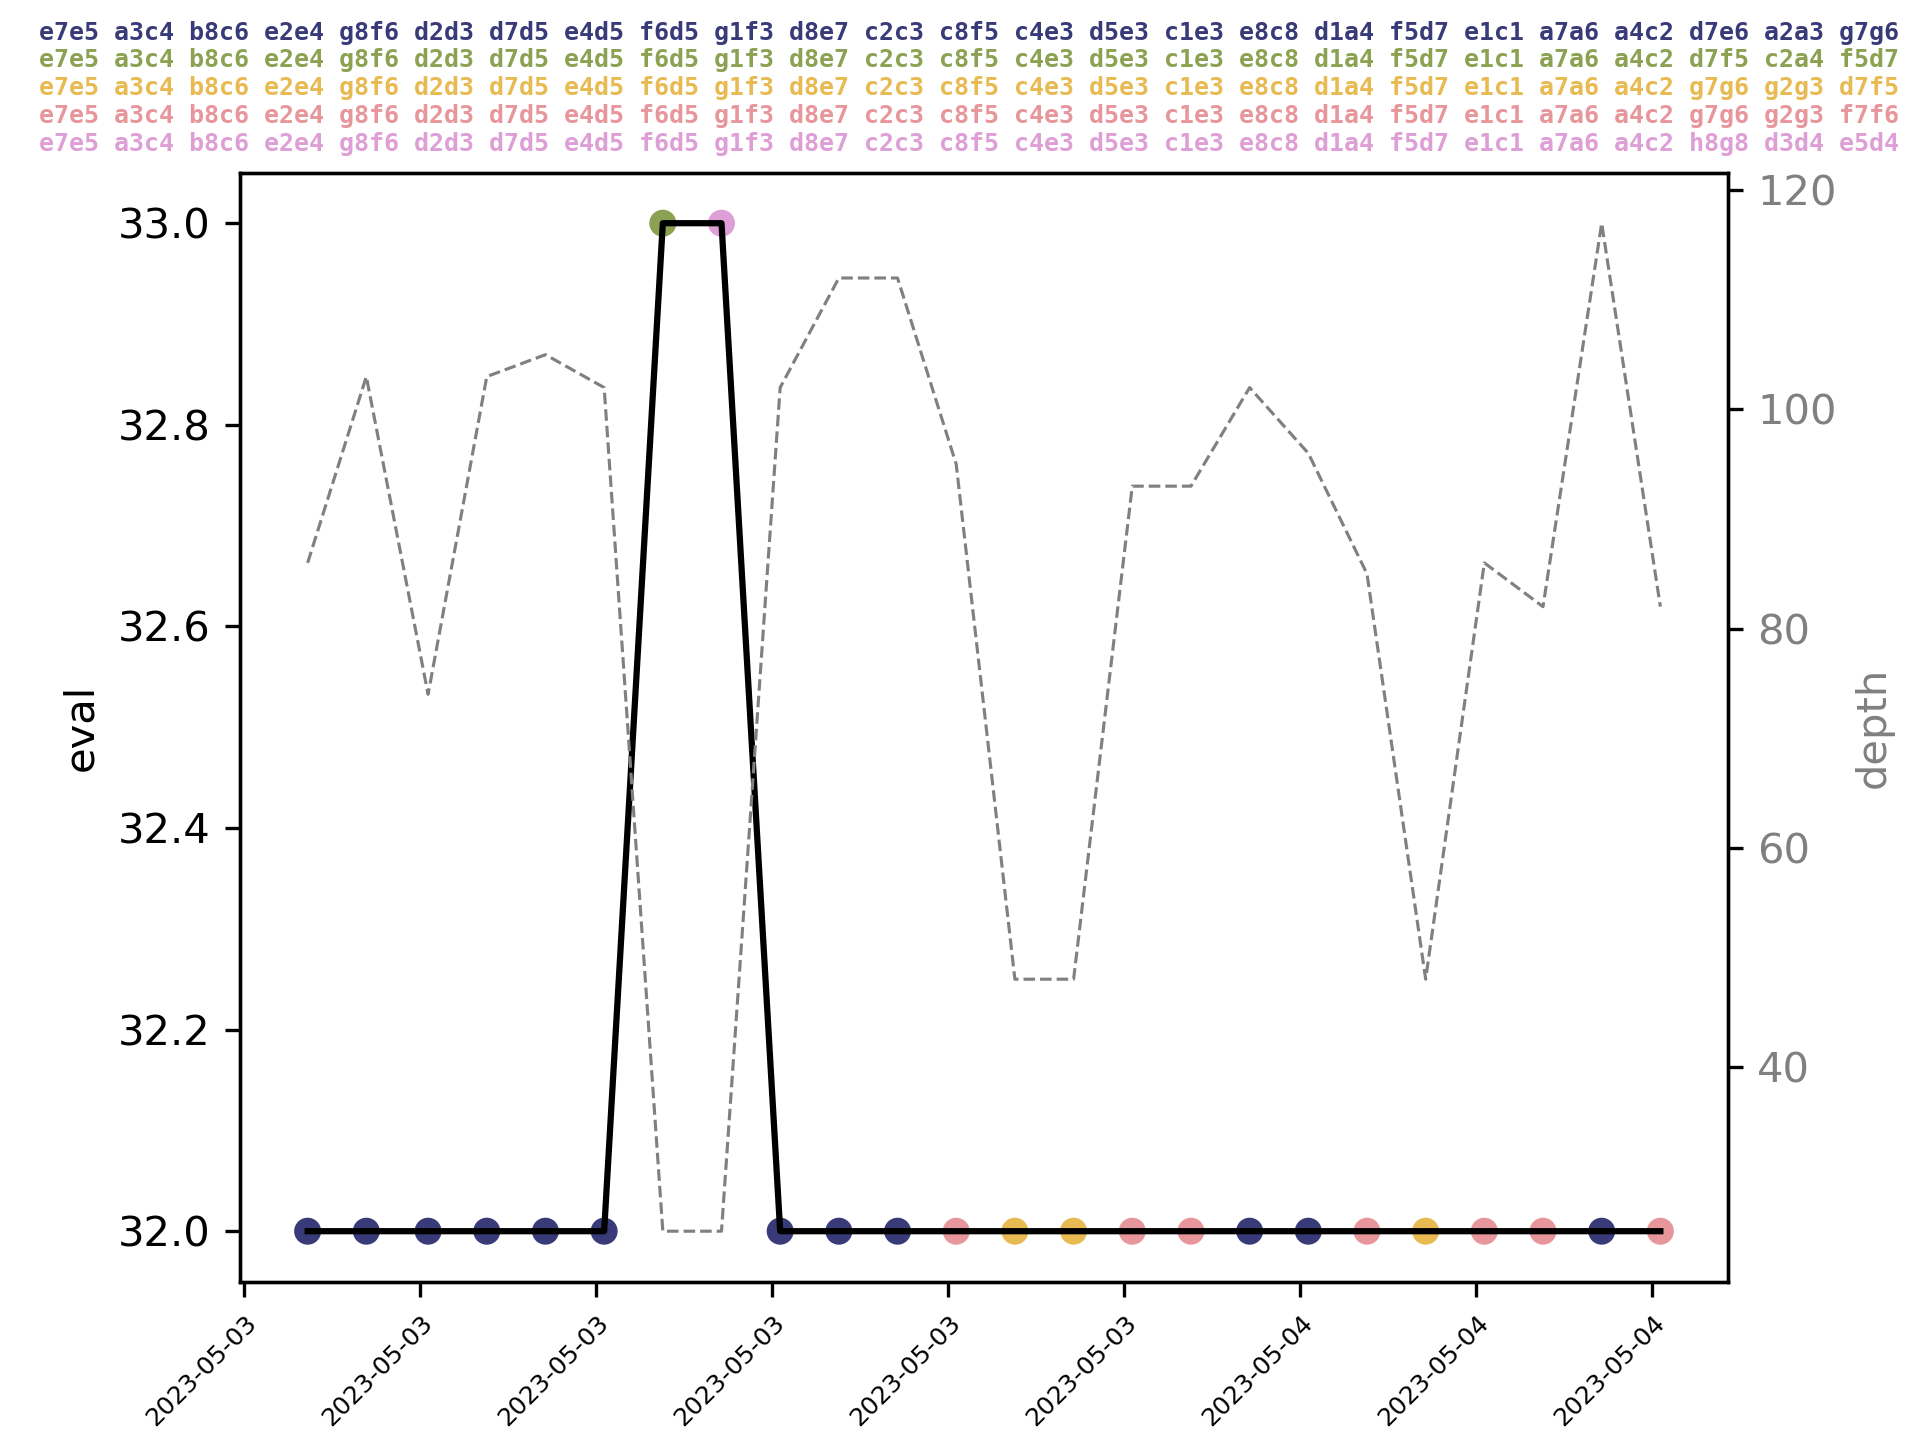 e7e5 a3c4 b8c6 e2e4 g8f6 d2d3 d7d5 e4d5 f6d5 g1f3 d8e7 c2c3 c8f5 c4e3 d5e3 c1e3 e8c8 d1a4 f5d7 e1c1 a7a6 a4c2 d7e6 a2a3 g7g6
e7e5 a3c4 b8c6 e2e4 g8f6 d2d3 d7d5 e4d5 f6d5 g1f3 d8e7 c2c3 c8f5 c4e3 d5e3 c1e3 e8c8 d1a4 f5d7 e1c1 a7a6 a4c2 d7f5 c2a4 f5d7
e7e5 a3c4 b8c6 e2e4 g8f6 d2d3 d7d5 e4d5 f6d5 g1f3 d8e7 c2c3 c8f5 c4e3 d5e3 c1e3 e8c8 d1a4 f5d7 e1c1 a7a6 a4c2 g7g6 g2g3 d7f5
e7e5 a3c4 b8c6 e2e4 g8f6 d2d3 d7d5 e4d5 f6d5 g1f3 d8e7 c2c3 c8f5 c4e3 d5e3 c1e3 e8c8 d1a4 f5d7 e1c1 a7a6 a4c2 g7g6 g2g3 f7f6
e7e5 a3c4 b8c6 e2e4 g8f6 d2d3 d7d5 e4d5 f6d5 g1f3 d8e7 c2c3 c8f5 c4e3 d5e3 c1e3 e8c8 d1a4 f5d7 e1c1 a7a6 a4c2 h8g8 d3d4 e5d4
33.0
32.8
32.6
32.4
32.2
32.0
eval
120
100
80
60
40
depth
2023-05-03
2023-05-03
2023-05-03
2023-05-03
2023-05-03
2023-05-03
2023-05-04
2023-05-04
2023-05-04